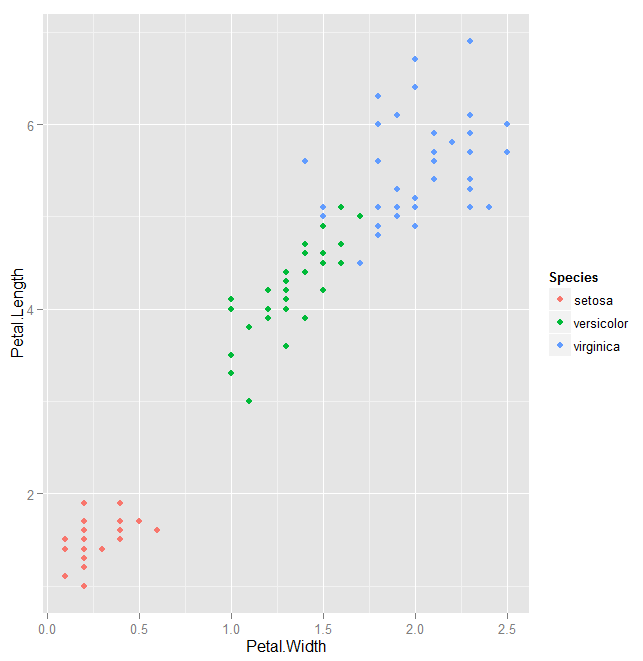 Petal.Length
6
4
2
0.0 0.5 1.0 1.5 2.0 2.5
Petal.Width
Species
setosa
versicolor
virginica